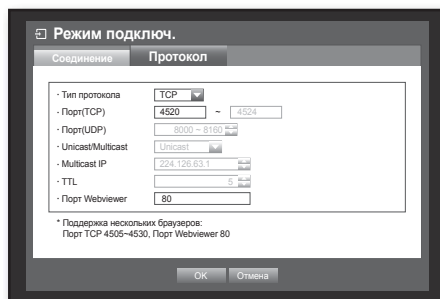 Режим подключ.
Соединение Протокол
· Тип протокола TCP
· Порт(TCP) 4520 ~ 4524
· Порт(UDP) 8000 ~ 8160
· Unicast/Multicast Unicast
· Multicast IP 224.126.63.1
· TTL 5
· Порт Webviewer 80
* Поддержка нескольких браузеров:
Порт TCP 4505~4530, Порт Webviewer 80
OK Отмена